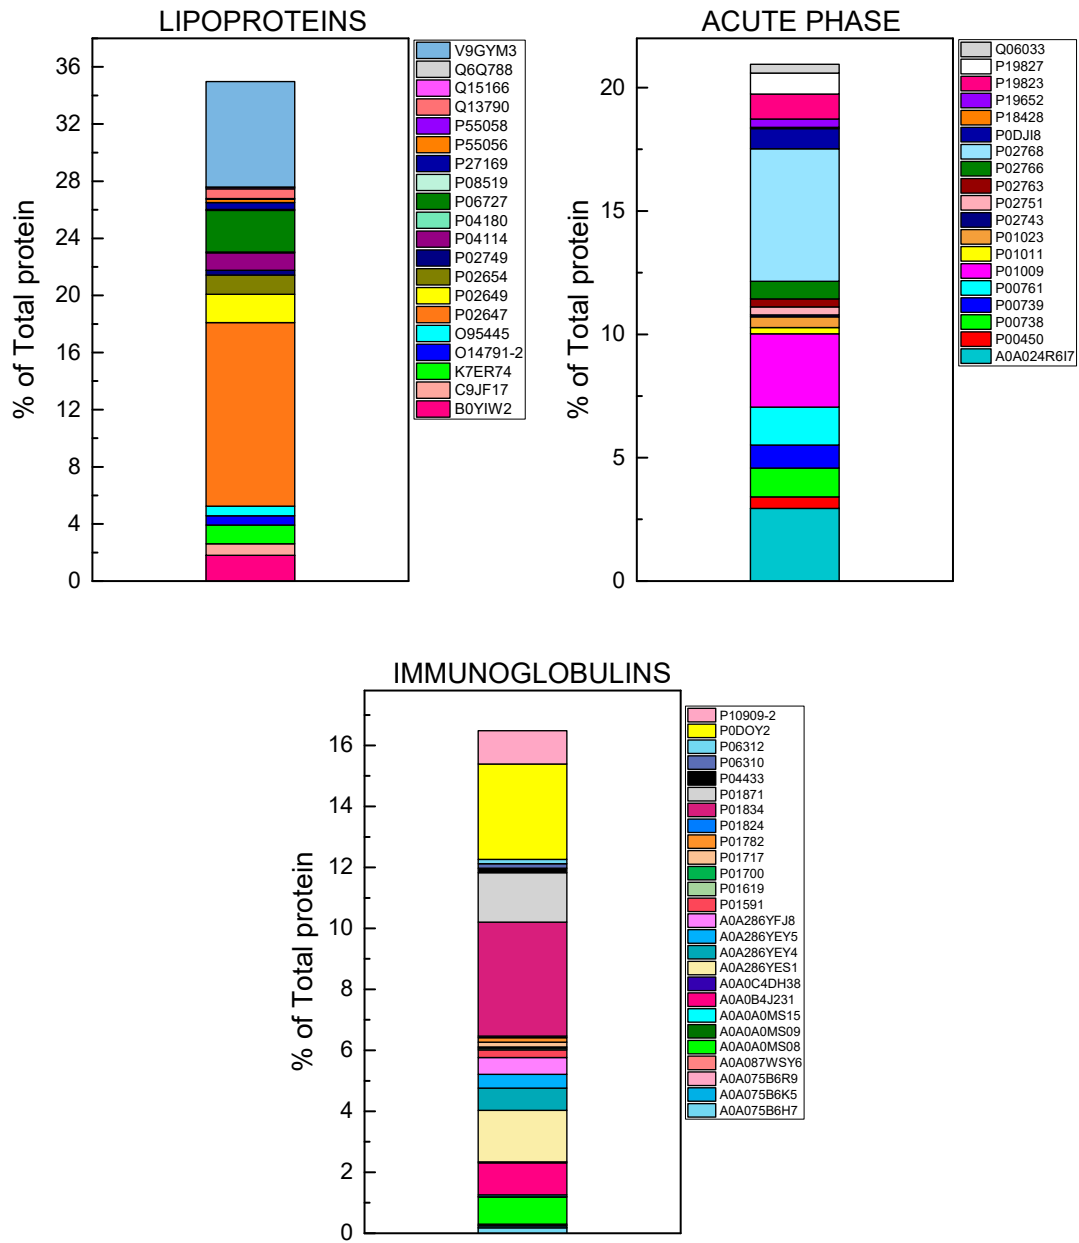 LIPOPROTEINS
% of Total protein
36
32
28
24
20
16
12
8
4
0
V9GYM3
Q6Q788
Q15166
Q13790
P55058
P55056
P27169
P08519
P06727
P04180
P04114
P02749
P02654
P02649
P02647
O95445
O14791-2
K7ER74
C9JF17
B0YIW2
ACUTE PHASE
% of Total protein
20
15
10
5
0
Q06033
P19827
P19823
P19652
P18428
P0DJI8
P02768
P02766
P02763
P02751
P02743
P01023
P01011
P01009
P00761
P00739
P00738
P00450
A0A024R6I7
IMMUNOGLOBULINS
% of Total protein
16
14
12
10
8
6
4
2
0
P10909-2
P0DOY2
P06312
P06310
P04433
P01871
P01834
P01824
P01782
P01717
P01700
P01619
P01591
A0A286YFJ8
A0A286YEY5
A0A286YEY4
A0A286YES1
A0A0C4DH38
A0A0B4J231
A0A0A0MS15
A0A0A0MS09
A0A0A0MS08
A0A087WSY6
A0A075B6R9
A0A075B6K5
A0A075B6H7